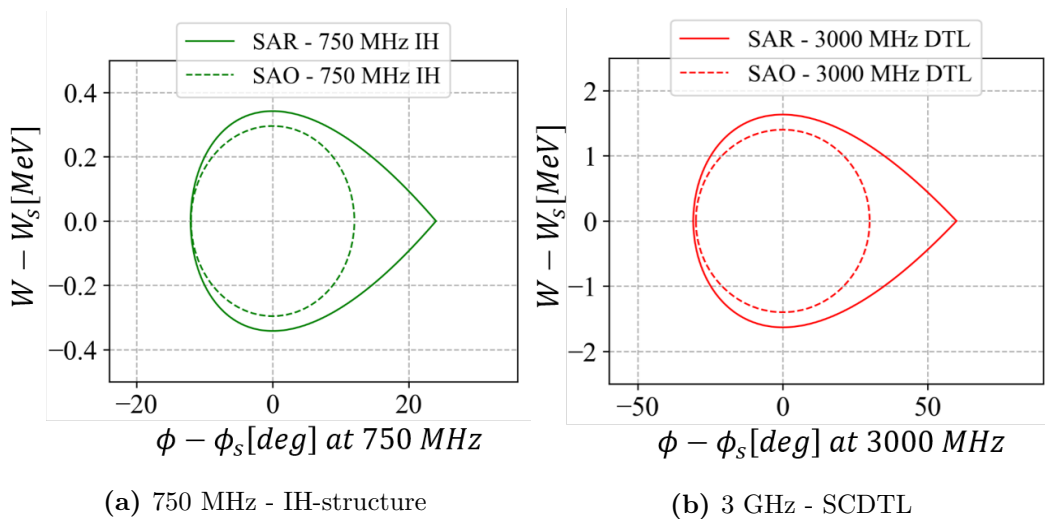 SAR - 750 MHz IH
SAO - 750 MHz IH
0.4
0.2
0.0
−0.2
−0.4
W − W_s[MeV]
−20 0 20
ϕ − ϕ_s[deg] at 750 MHz
(a) 750 MHz - IH-structure
SAR - 3000 MHz DTL
SAO - 3000 MHz DTL
2
1
0
−1
−2
W − W_s[MeV]
−50 0 50
ϕ − ϕ_s[deg] at 3000 MHz
(b) 3 GHz - SCDTL